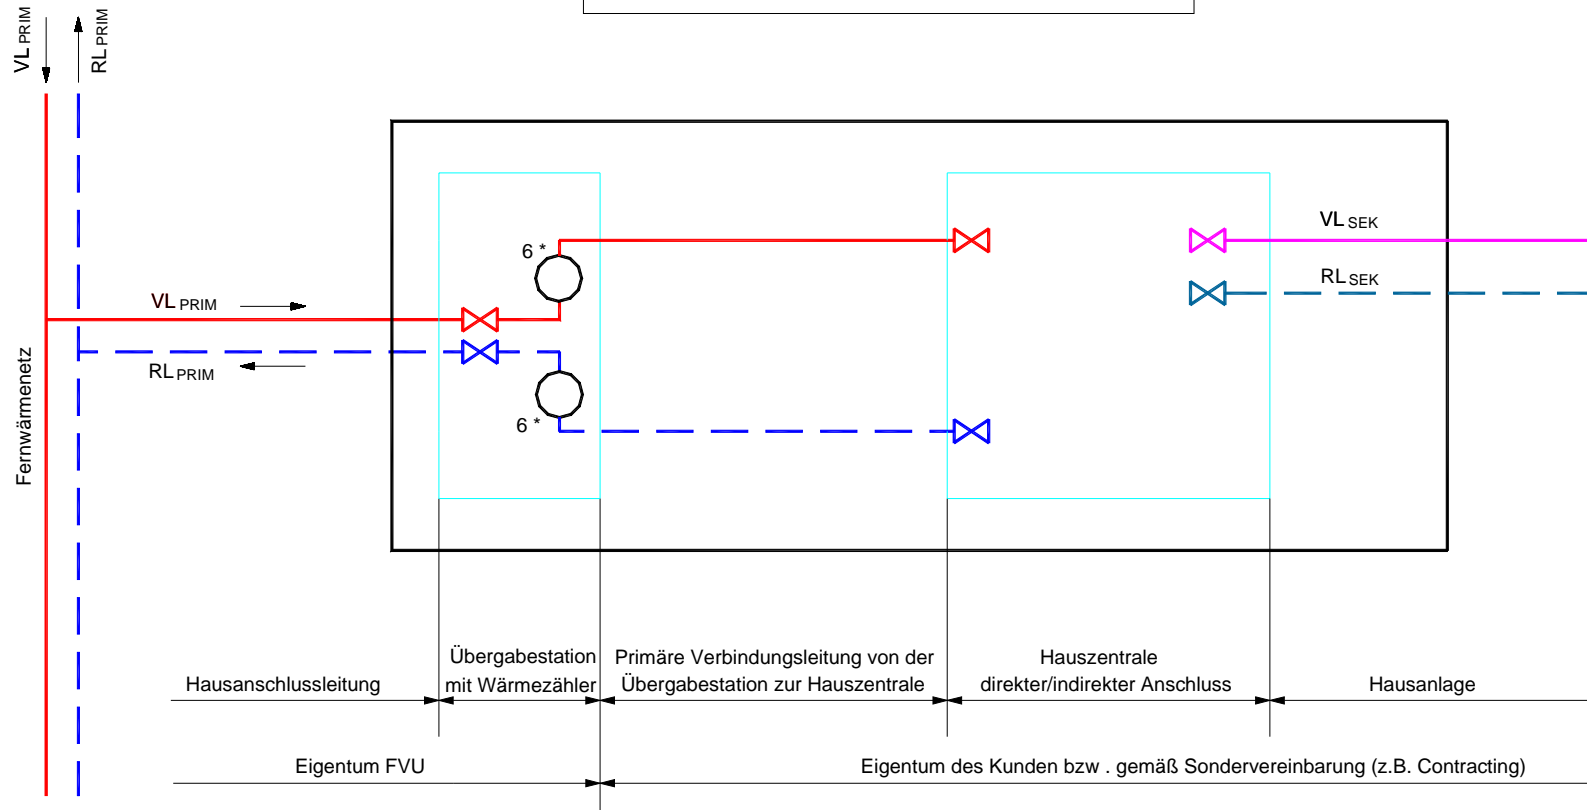 VL PRIM
RL PRIM
6 *
VL SEK
RL SEK
VL PRIM
RL PRIM
6 *
Fernwärmenetz
Hausanschlussleitung
Übergabestation
mit Wärmezähler
Primäre Verbindungsleitung von der
Übergabestation zur Hauszentrale
Hauszentrale
direkter/indirekter Anschluss
Hausanlage
Eigentum FVU
Eigentum des Kunden bzw . gemäß Sondervereinbarung (z.B. Contracting)